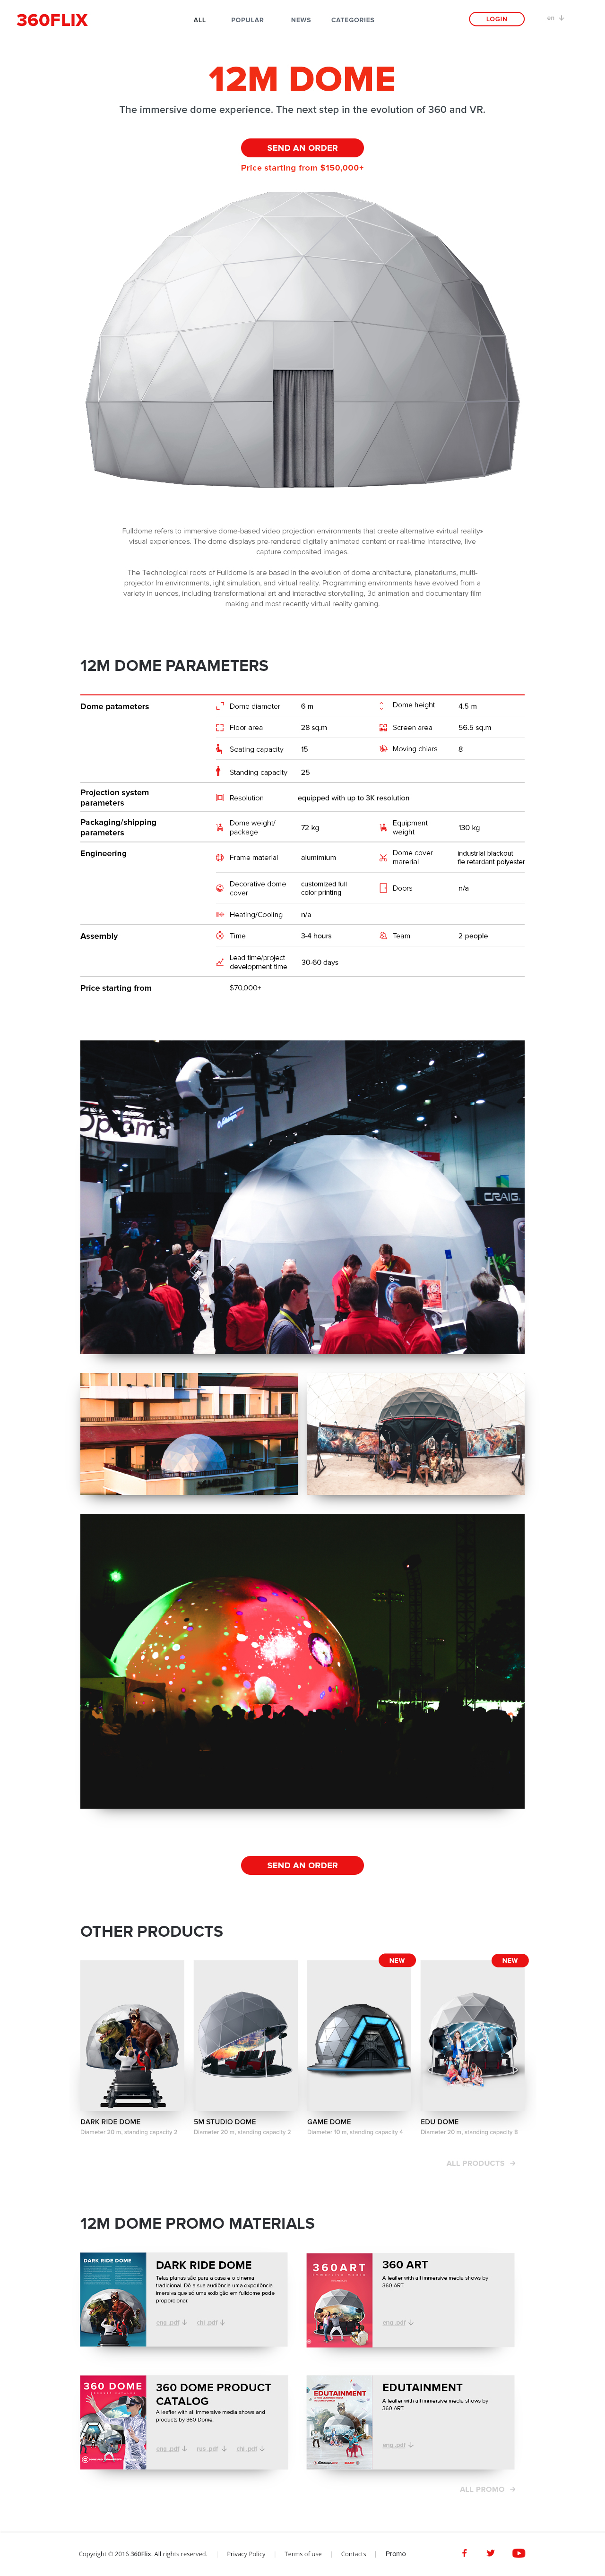 360FLIX
ALL POPULAR NEWS CATEGORIES
LOGIN
en
12M DOME
The immersive dome experience. The next step in the evolution of 360 and VR.
SEND AN ORDER
Price starting from $150,000+
Fulldome refers to immersive dome-based video projection environments that create alternative «virtual reality»
visual experiences. The dome displays pre-rendered digitally animated content or real-time interactive, live
capture composited images.
The Technological roots of Fulldome is are based in the evolution of dome architecture, planetariums, multi-
projector lm environments, ight simulation, and virtual reality. Programming environments have evolved from a
variety in uences, including transformational art and interactive storytelling, 3d animation and documentary film
making and most recently virtual reality gaming.
12M DOME PARAMETERS
Dome patameters
Dome diameter 6 m
Dome height 4.5 m
Floor area 28 sq.m
Screen area 56.5 sq.m
Seating capacity 15
Moving chiars 8
Standing capacity 25
Projection system
parameters
Resolution equipped with up to 3K resolution
Packaging/shipping
parameters
Dome weight/
package
72 kg
Equipment
weight
130 kg
Engineering
Frame material alumimium
Dome cover
marerial
industrial blackout
fie retardant polyester
Decorative dome
cover
customized full
color printing
Doors n/a
Heating/Cooling n/a
Assembly
Time 3-4 hours
Team 2 people
Lead time/project
development time
30-60 days
Price starting from
$70,000+
Optoma
CRAIG.
SEND AN ORDER
OTHER PRODUCTS
NEW
NEW
DARK RIDE DOME
Diameter 20 m, standing capacity 2
5M STUDIO DOME
Diameter 20 m, standing capacity 2
GAME DOME
Diameter 10 m, standing capacity 4
EDU DOME
Diameter 20 m, standing capacity 8
ALL PRODUCTS
12M DOME PROMO MATERIALS
DARK RIDE DOME
DARK RIDE DOME
Telas planas são para a casa e o cinema
tradicional. Dê a sua audiência uma experiência
imersiva que só uma exibição em fulldome pode
proporcionar.
eng .pdf chi .pdf
360ART
360 ART
A leafler with all immersive media shows by
360 ART.
eng .pdf
360 DOME
360 DOME PRODUCT
CATALOG
A leafler with all immersive media shows and
products by 360 Dome.
eng .pdf rus .pdf chi .pdf
EDUTAINMENT
EDUTAINMENT
A leafler with all immersive media shows by
360 ART.
eng .pdf
ALL PROMO
Copyright © 2016 360Flix. All rights reserved. | Privacy Policy | Terms of use | Contacts | Promo